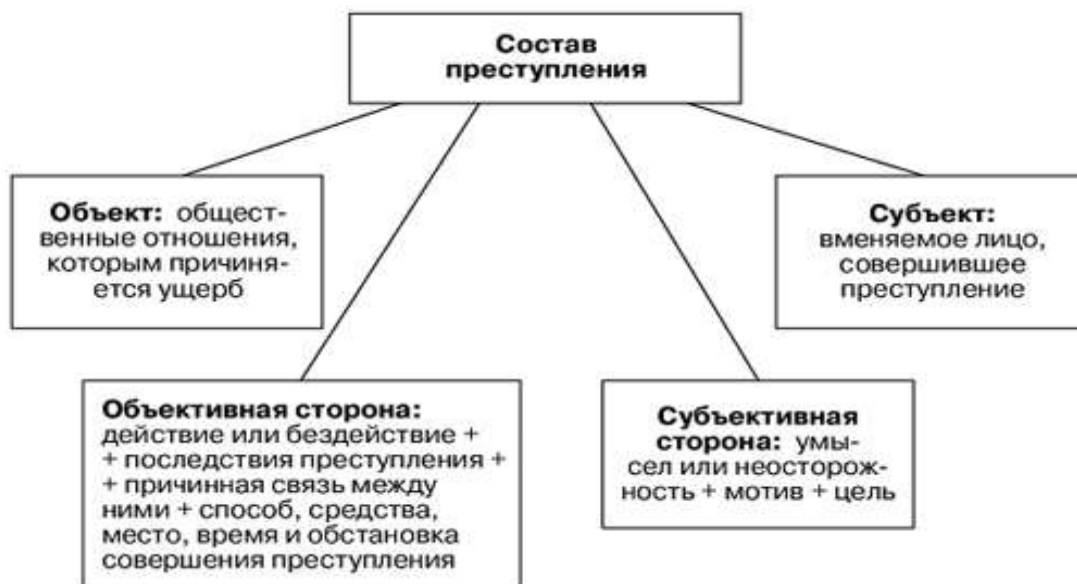 Состав
преступления
Объект: общест-
венные отношения,
которым причиня-
ется ущерб
Субъект:
вменяемое лицо,
совершившее
преступление
Объективная сторона:
действие или бездействие +
+ последствия преступления +
+ причинная связь между
ними + способ, средства,
место, время и обстановка
совершения преступления
Субъективная
сторона: умы-
сел или неосторож-
ность + мотив + цель